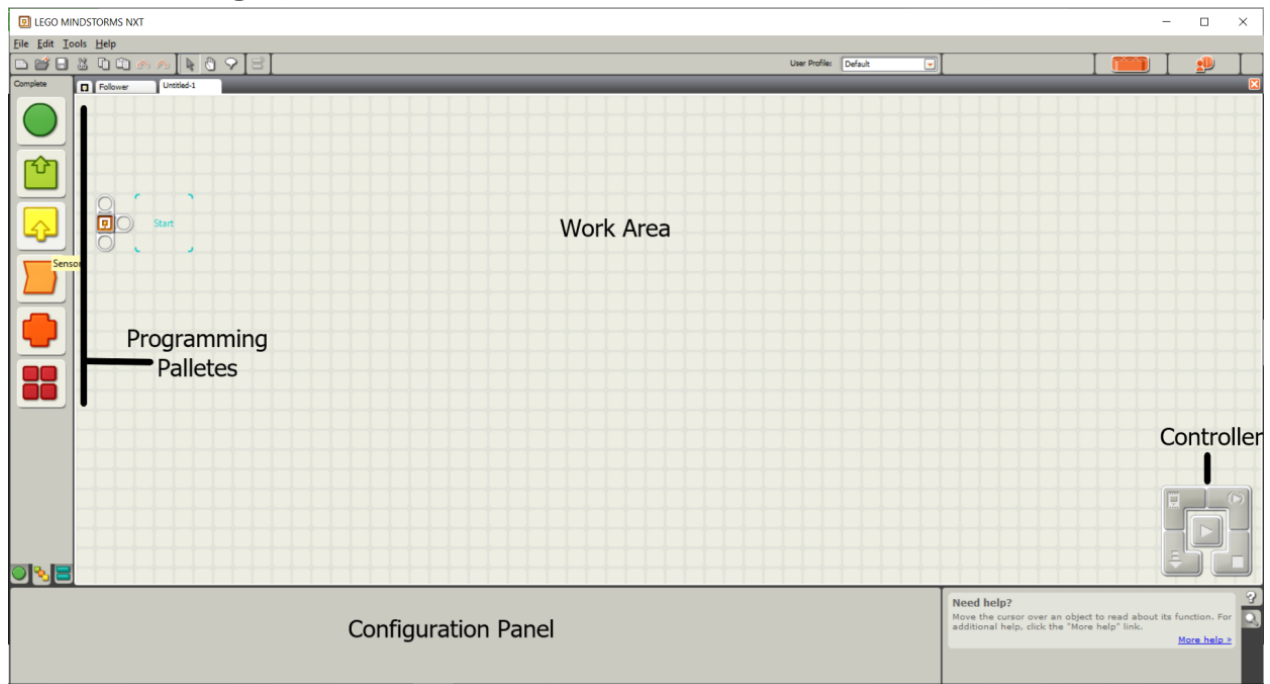 LEGO MINDSTORMS NXT
File Edit Tools Help
User Profile: Default
Complete
Follower Untitled-1
Start
Work Area
Sensor
Programming
Palletes
Controller
Configuration Panel
Need help?
Move the cursor over an object to read about its function. For
additional help, click the "More help" link.
More help »